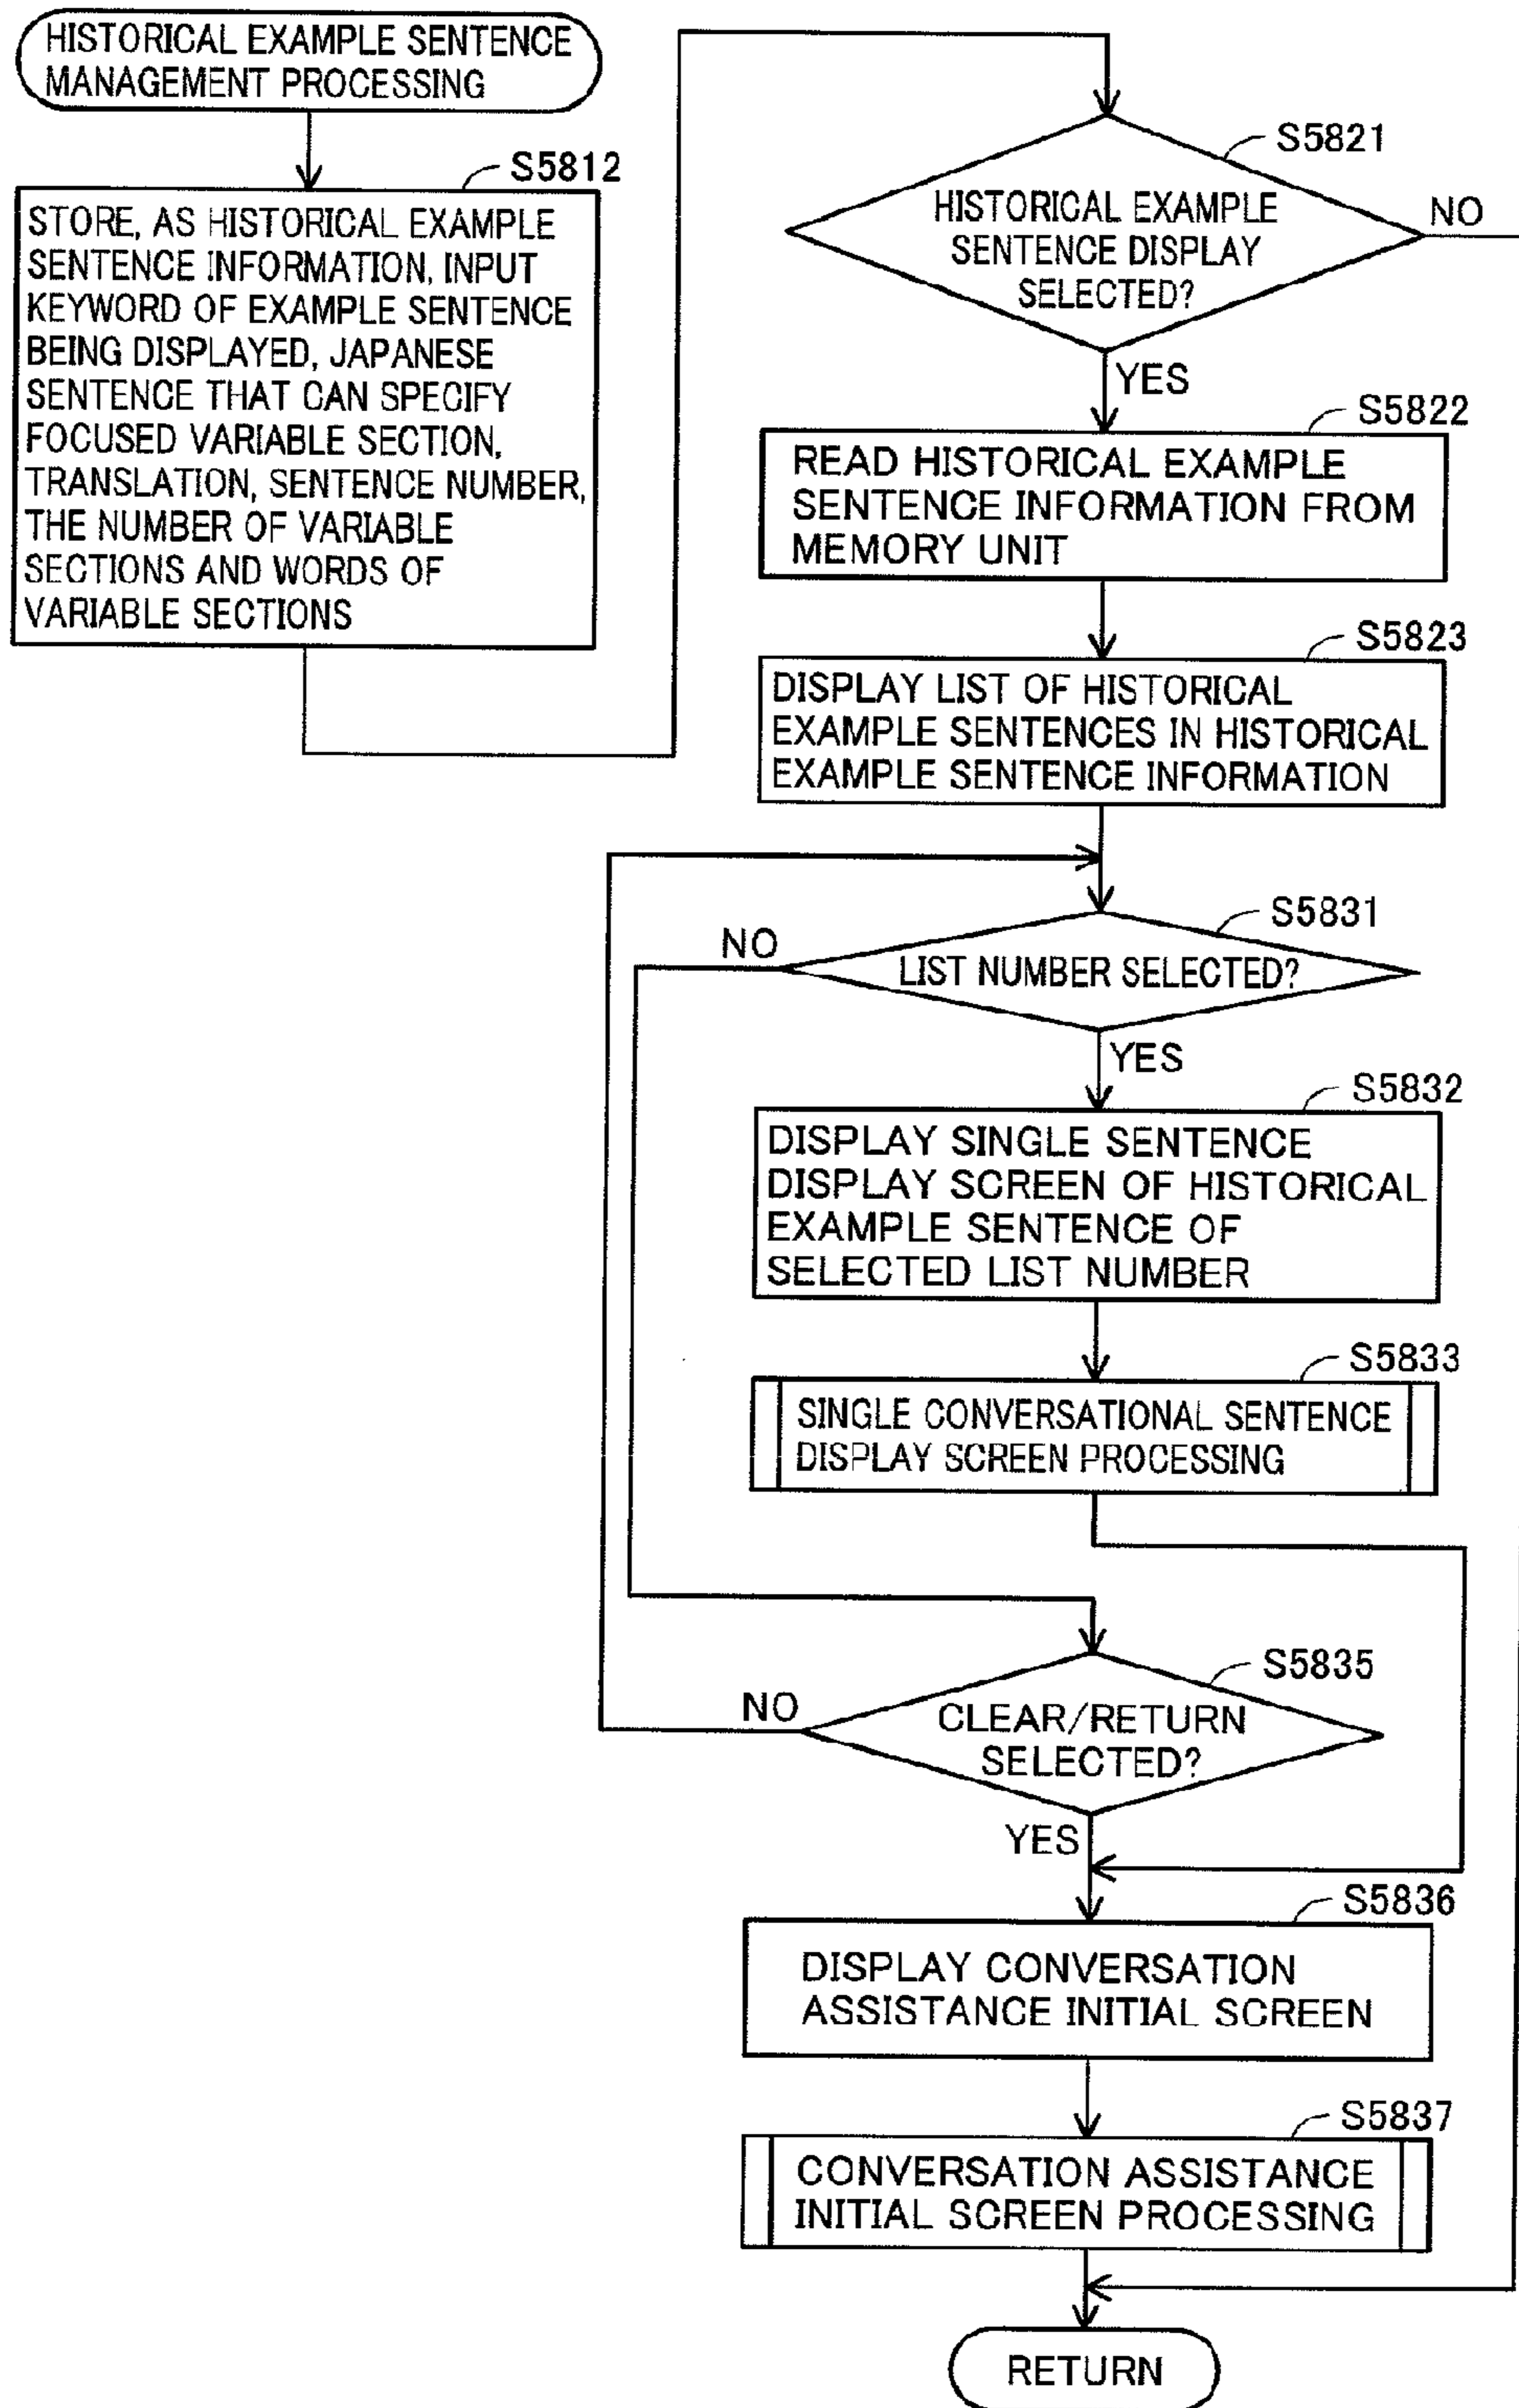 HISTORICAL EXAMPLE SENTENCE
MANAGEMENT PROCESSING
S5812
STORE, AS HISTORICAL EXAMPLE
SENTENCE INFORMATION, INPUT
KEYWORD OF EXAMPLE SENTENCE
BEING DISPLAYED, JAPANESE
SENTENCE THAT CAN SPECIFY
FOCUSED VARIABLE SECTION,
TRANSLATION, SENTENCE NUMBER,
THE NUMBER OF VARIABLE
SECTIONS AND WORDS OF
VARIABLE SECTIONS
S5821
HISTORICAL EXAMPLE
SENTENCE DISPLAY
SELECTED?
NO
YES
S5822
READ HISTORICAL EXAMPLE
SENTENCE INFORMATION FROM
MEMORY UNIT
S5823
DISPLAY LIST OF HISTORICAL
EXAMPLE SENTENCES IN HISTORICAL
EXAMPLE SENTENCE INFORMATION
S5831
NO
LIST NUMBER SELECTED?
YES
S5832
DISPLAY SINGLE SENTENCE
DISPLAY SCREEN OF HISTORICAL
EXAMPLE SENTENCE OF
SELECTED LIST NUMBER
S5833
SINGLE CONVERSATIONAL SENTENCE
DISPLAY SCREEN PROCESSING
S5835
NO
CLEAR/RETURN
SELECTED?
YES
S5836
DISPLAY CONVERSATION
ASSISTANCE INITIAL SCREEN
S5837
CONVERSATION ASSISTANCE
INITIAL SCREEN PROCESSING
RETURN